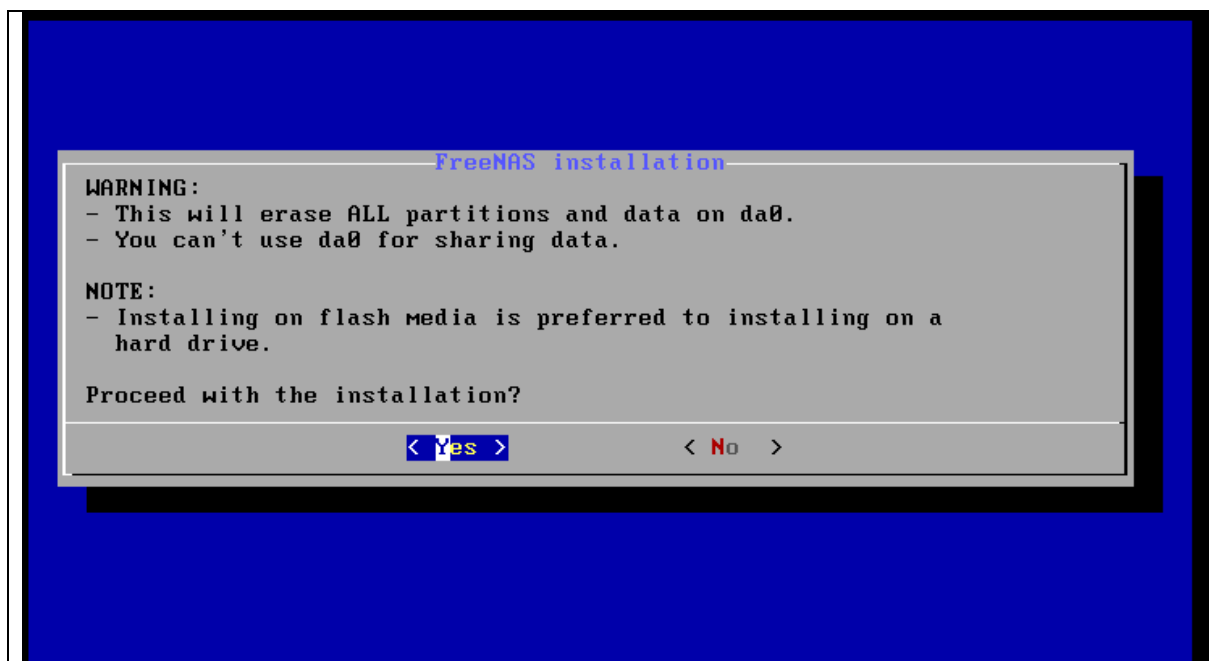 FreeNAS installation
WARNING:
- This will erase ALL partitions and data on da0.
- You can't use da0 for sharing data.
NOTE:
- Installing on flash media is preferred to installing on a
hard drive.
Proceed with the installation?
< Yes > < No >